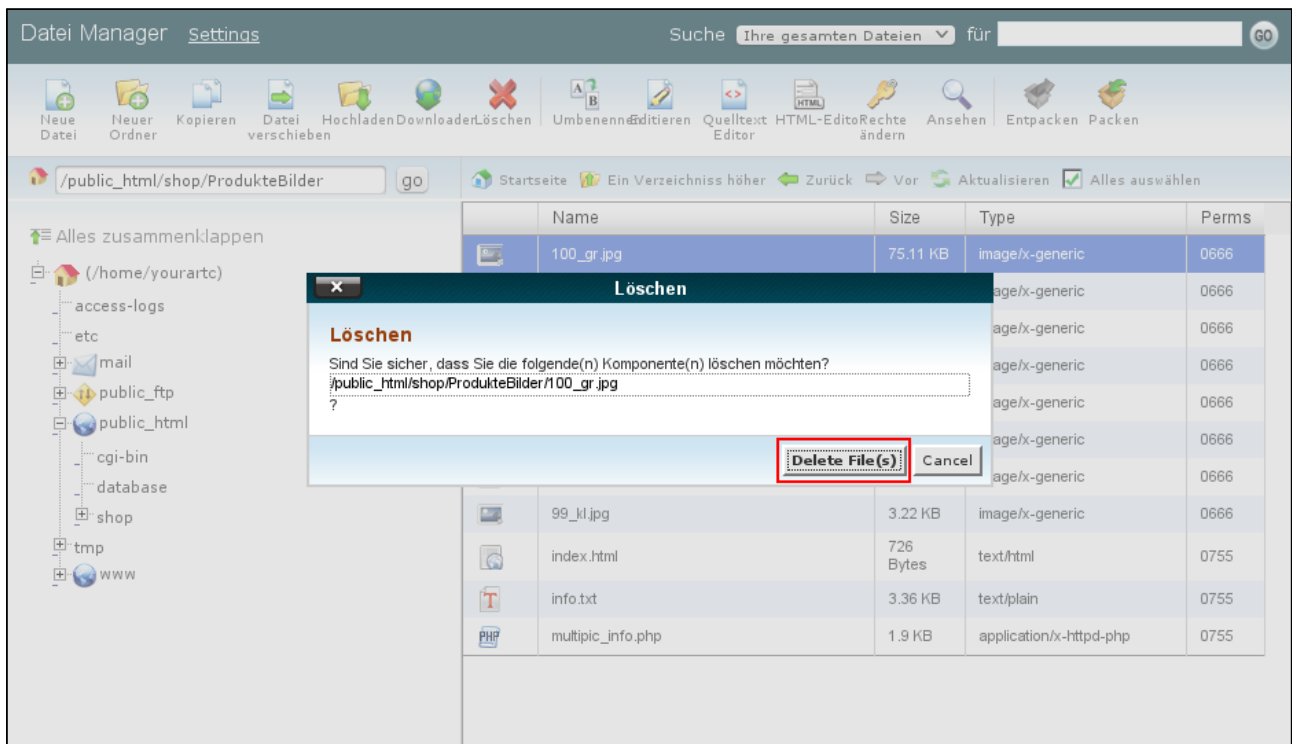 Datei Manager Settings Suche Ihre gesamten Dateien für GO
Neue Datei
Neuer Ordner
Kopieren
Datei verschieben
Hochladen
Downloader
Löschen
Umbenennen
Editieren
Quelltext Editor
HTML-Edito
Rechte ändern
Ansehen
Entpacken
Packen
/public_html/shop/ProdukteBilder go
Startseite Ein Verzeichniss höher Zurück Vor Aktualisieren Alles auswählen
Alles zusammenklappen
(/home/yourartc)
access-logs
etc
mail
public_ftp
public_html
cgi-bin
database
shop
tmp
www
Name Size Type Perms
100_gr.jpg 75.11 KB image/x-generic 0666
age/x-generic 0666
age/x-generic 0666
age/x-generic 0666
age/x-generic 0666
age/x-generic 0666
age/x-generic 0666
99_kl.jpg 3.22 KB image/x-generic 0666
index.html 726 Bytes text/html 0755
info.txt 3.36 KB text/plain 0755
multipic_info.php 1.9 KB application/x-httpd-php 0755
x Löschen
Löschen
Sind Sie sicher, dass Sie die folgende(n) Komponente(n) löschen möchten?
/public_html/shop/ProdukteBilder/100_gr.jpg
?
Delete File(s) Cancel